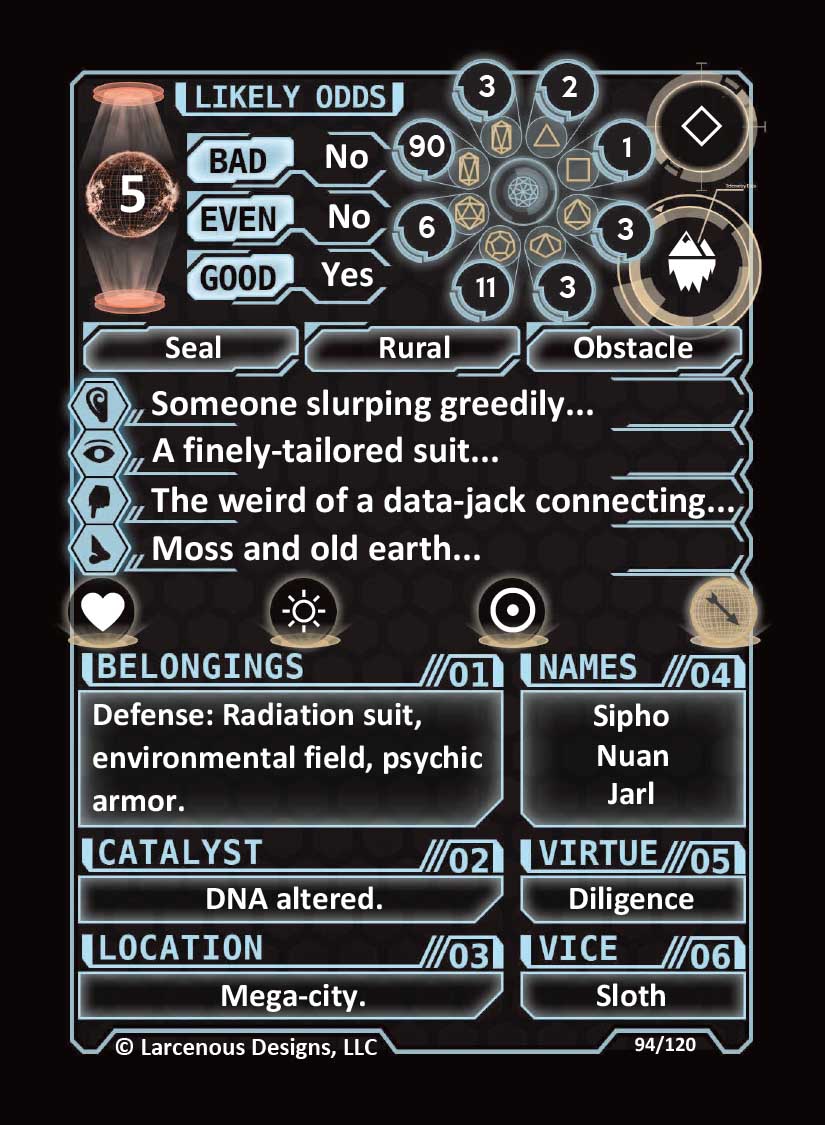 LIKELY ODDS
5
BAD No
EVEN No
GOOD Yes
3
2
90
1
6
3
11
3
Seal Rural Obstacle
Someone slurping greedily...
A finely-tailored suit...
The weird of a data-jack connecting...
Moss and old earth...
BELONGINGS ///01
Defense: Radiation suit,
environmental field, psychic
armor.
NAMES ///04
Sipho
Nuan
Jarl
CATALYST ///02
DNA altered.
VIRTUE ///05
Diligence
LOCATION ///03
Mega-city.
VICE ///06
Sloth
© Larcenous Designs, LLC
94/120